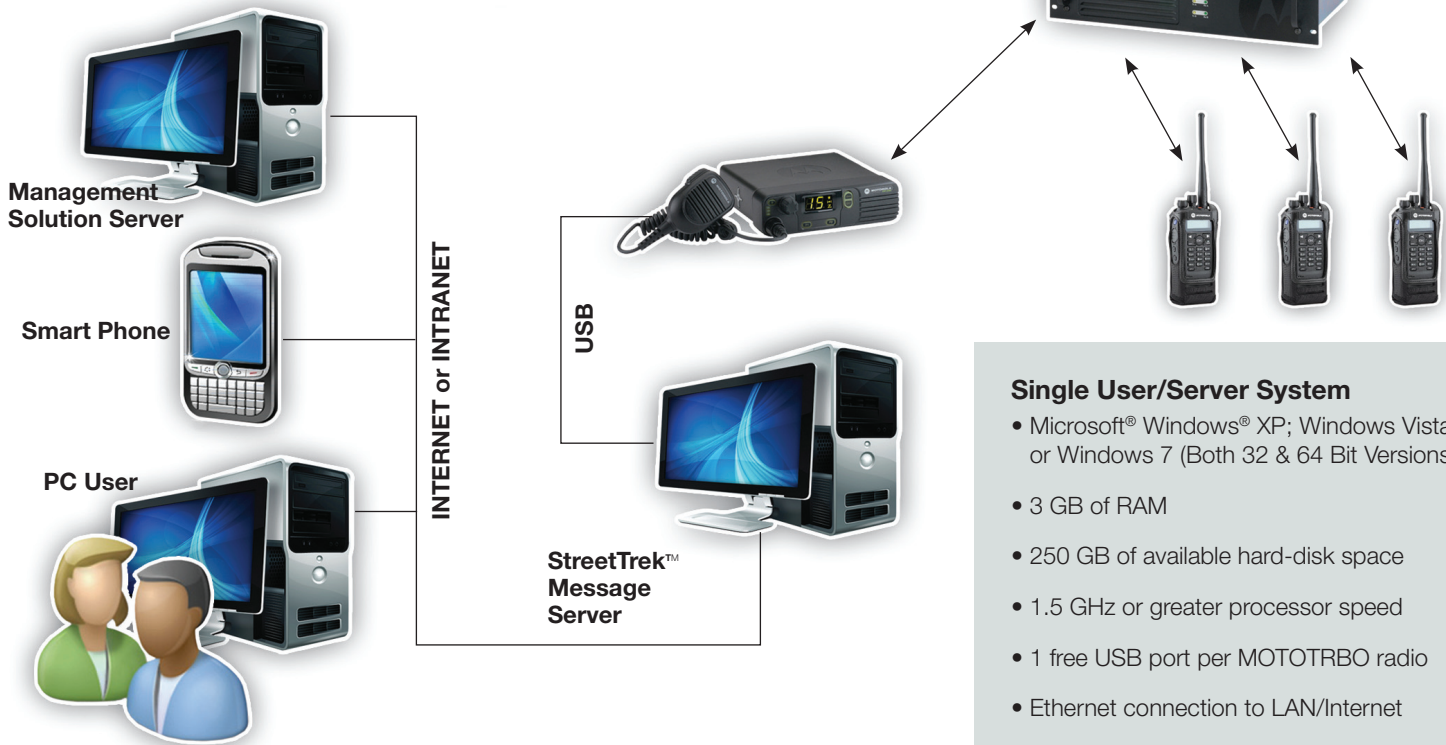 Management
Solution Server
Smart Phone
PC User
INTERNET or INTRANET
USB
StreetTrek™
Message
Server
Single User/Server System
• Microsoft® Windows® XP; Windows Vista
or Windows 7 (Both 32 & 64 Bit Versions
• 3 GB of RAM
• 250 GB of available hard-disk space
• 1.5 GHz or greater processor speed
• 1 free USB port per MOTOTRBO radio
• Ethernet connection to LAN/Internet